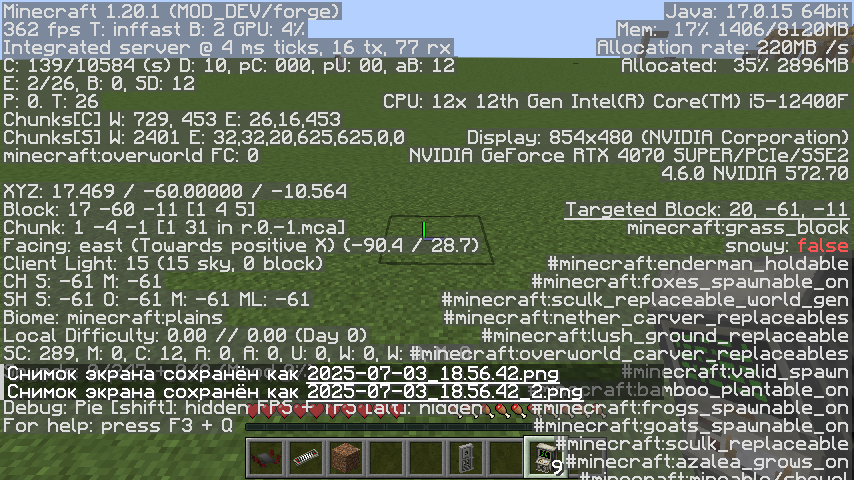 Minecraft 1.20.1 (MOD_DEV/forge)
362 fps T: inffast B: 2 GPU: 4%
Integrated server @ 4 ms ticks, 16 tx, 77 rx
C: 139/10584 (s) D: 10, pC: 000, pU: 00, aB: 12
E: 2/26, B: 0, SD: 12
P: 0. T: 26
Chunks[C] W: 729, 453 E: 26,16,453
Chunks[S] W: 2401 E: 32,32,20,625,625,0,0
minecraft:overworld FC: 0
XYZ: 17.469 / -60.00000 / -10.564
Block: 17 -60 -11 [1 4 5]
Chunk: 1 -4 -1 [1 31 in r.0.-1.mca]
Facing: east (Towards positive X) (-90.4 / 28.7)
Client Light: 15 (15 sky, 0 block)
CH S: -61 M: -61
SH S: -61 O: -61 M: -61 ML: -61
Biome: minecraft:plains
Local Difficulty: 0.00 // 0.00 (Day 0)
SC: 289, M: 0, C: 12, A: 0, A: 0, U: 0, W: 0, W:
Снимок экрана сохранён как 2025-07-03_18.56.42.png
Снимок экрана сохранён как 2025-07-03_18.56.42_2.png
Debug: Pie [shift]: hidden hidden
For help: press F3 + Q
Java: 17.0.15 64bit
Mem: 17% 1406/8120MB
Allocation rate: 220MB /s
Allocated: 35% 2896MB
CPU: 12x 12th Gen Intel(R) Core(TM) i5-12400F
Display: 854x480 (NVIDIA Corporation)
NVIDIA GeForce RTX 4070 SUPER/PCIe/SSE2
4.6.0 NVIDIA 572.70
Targeted Block: 20, -61, -11
minecraft:grass_block
snowy: false
#minecraft:enderman_holdable
#minecraft:foxes_spawnable_on
#minecraft:sculk_replaceable_world_gen
#minecraft:nether_carver_replaceables
#minecraft:lush_ground_replaceable
#minecraft:overworld_carver_replaceables
#minecraft:valid_spawn
#minecraft:bamboo_plantable_on
#minecraft:frogs_spawnable_on
#minecraft:goats_spawnable_on
#minecraft:sculk_replaceable
#minecraft:azalea_grows_on
#minecraft:mineable/shovel
9